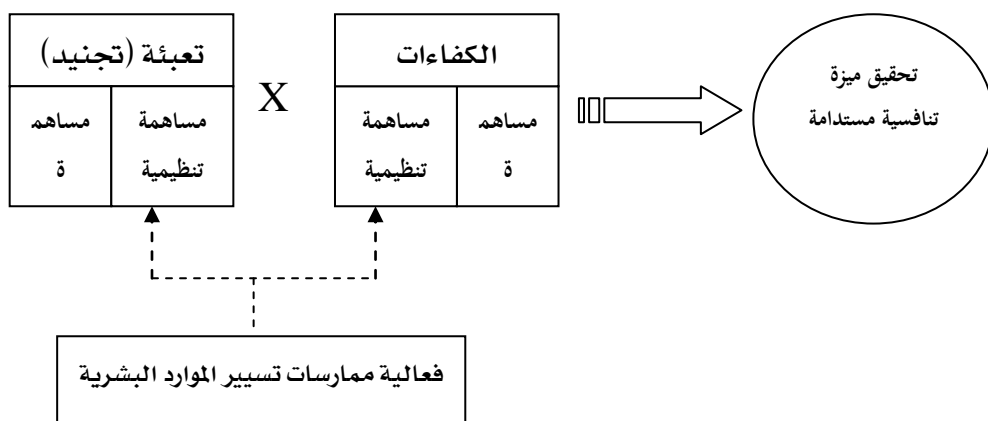 تعبئة (تجنيد)
مساهمة
تنظيمية
مساهم
ة
X
الكفاءات
مساهم
ة
مساهمة
تنظيمية
تحقيق ميزة
تنافسية مستدامة
فعالية ممارسات تسيير الموارد البشرية